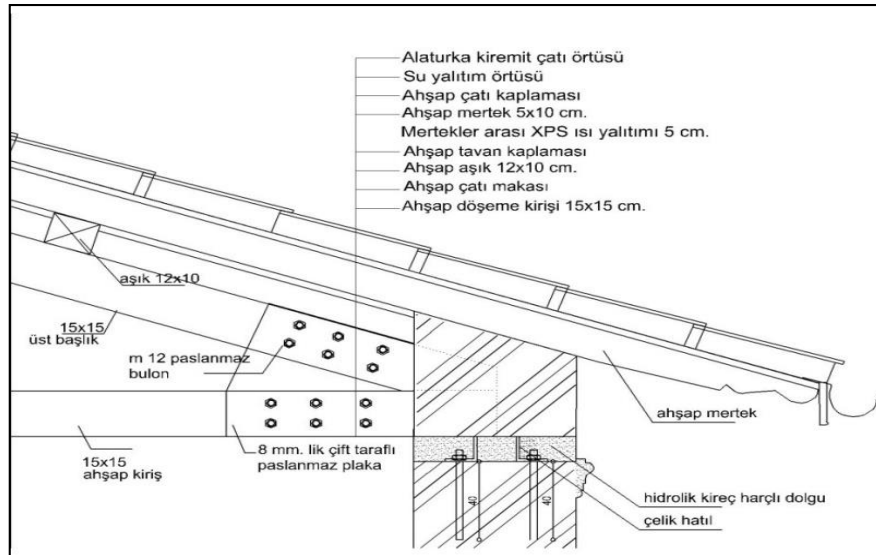 Alaturka kiremit çatı örtüsü
Su yalıtım örtüsü
Ahşap çatı kaplaması
Ahşap mertek 5x10 cm.
Mertekler arası XPS ısı yalıtımı 5 cm.
Ahşap tavan kaplaması
Ahşap aşık 12x10 cm.
Ahşap çatı makası
Ahşap döşeme kirişi 15x15 cm.
aşık 12x10
15x15
üst başlık
m 12 paslanmaz
bulon
ahşap mertek
15x15
ahşap kiriş
8 mm. lik çift taraflı
paslanmaz plaka
40
40
hidrolik kireç harçlı dolgu
çelik hatıl